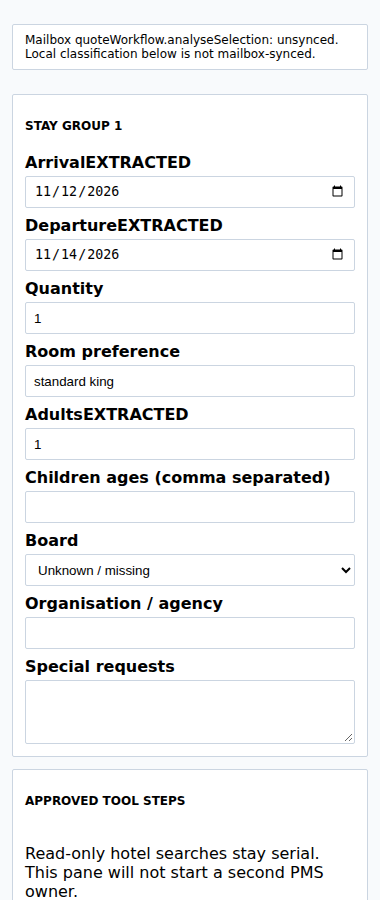 Mailbox quoteWorkflow.analyseSelection: unsynced.
Local classification below is not mailbox-synced.
STAY GROUP 1
ArrivalEXTRACTED
11/12/2026
DepartureEXTRACTED
11/14/2026
Quantity
1
Room preference
standard king
AdultsEXTRACTED
1
Children ages (comma separated)
Board
Unknown / missing
Organisation / agency
Special requests
APPROVED TOOL STEPS
Read-only hotel searches stay serial.
This pane will not start a second PMS
owner.